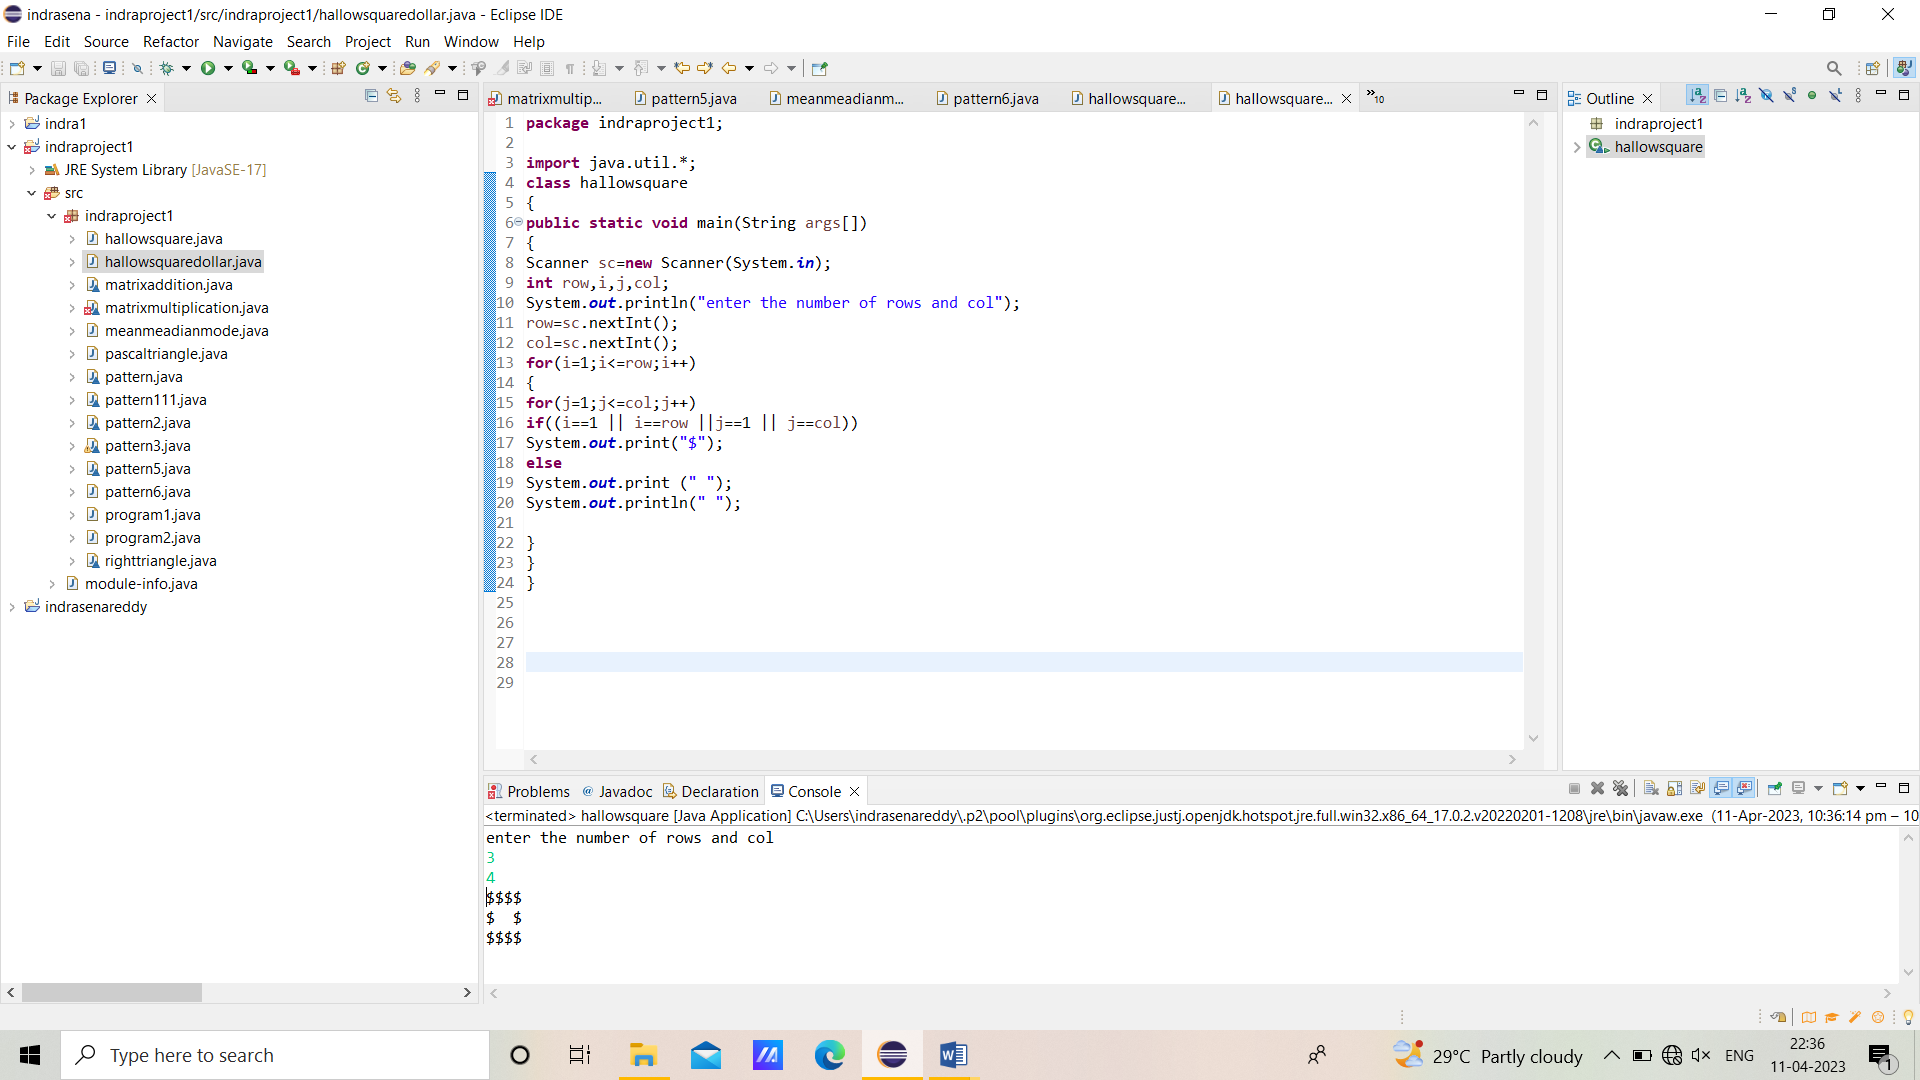 indrasena - indraproject1/src/indraproject1/hallowsquaredollar.java - Eclipse IDE
File Edit Source Refactor Navigate Search Project Run Window Help
Package Explorer
indra1
indraproject1
JRE System Library [JavaSE-17]
src
indraproject1
hallowsquare.java
hallowsquaredollar.java
matrixaddition.java
matrixmultiplication.java
meanmeadianmode.java
pascaltriangle.java
pattern.java
pattern111.java
pattern2.java
pattern3.java
pattern5.java
pattern6.java
program1.java
program2.java
righttriangle.java
module-info.java
indrasenareddy
matrixmultip... pattern5.java meanmeadianm... pattern6.java hallowsquare... hallowsquare... »10
1 package indraproject1;
2
3 import java.util.*;
4 class hallowsquare
5 {
6 public static void main(String args[])
7 {
8 Scanner sc=new Scanner(System.in);
9 int row,i,j,col;
10 System.out.println("enter the number of rows and col");
11 row=sc.nextInt();
12 col=sc.nextInt();
13 for(i=1;i<=row;i++)
14 {
15 for(j=1;j<=col;j++)
16 if((i==1 || i==row ||j==1 || j==col))
17 System.out.print("$");
18 else
19 System.out.print (" ");
20 System.out.println(" ");
21
22 }
23 }
24 }
25
26
27
28
29
Outline
indraproject1
hallowsquare
Problems @ Javadoc Declaration Console
<terminated> hallowsquare [Java Application] C:\Users\indrasenareddy\.p2\pool\plugins\org.eclipse.justj.openjdk.hotspot.jre.full.win32.x86_64_17.0.2.v20220201-1208\jre\bin\javaw.exe (11-Apr-2023, 10:36:14 pm – 10
enter the number of rows and col
3
4
$$$$
$  $
$$$$
Type here to search
29°C Partly cloudy
ENG
22:36
11-04-2023
1